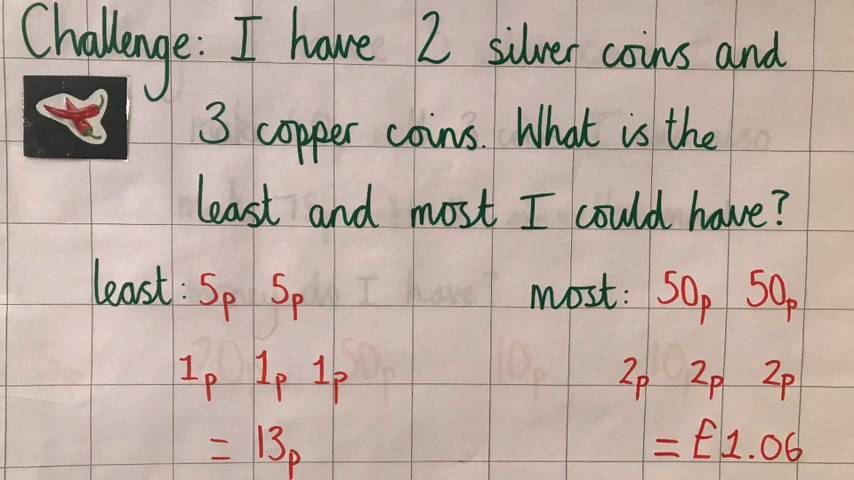 Challenge: I have 2 silver coins and
3 copper coins. What is the
least and most I could have?
least: 5p 5p
1p 1p 1p
= 13p
most: 50p 50p
2p 2p 2p
= £1.06